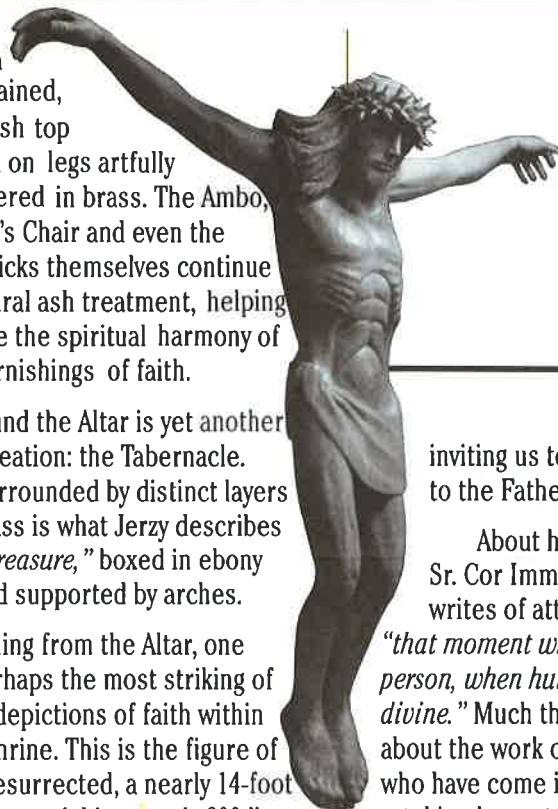 ained,
sh top
on legs artfully
ered in brass. The Ambo,
's Chair and even the
icks themselves continue
ral ash treatment, helping
e the spiritual harmony of
rnishings of faith.
nd the Altar is yet another
eation: the Tabernacle.
rrounded by distinct layers
ss is what Jerzy describes
reasure," boxed in ebony
d supported by arches.
ing from the Altar, one
rhaps the most striking of
depictions of faith within
hrine. This is the figure of
esurrected, a nearly 14-foot
inviting us to
to the Fathe
About h
Sr. Cor Imm
writes of att
"that moment w
person, when hu
divine." Much th
about the work o
who have come i